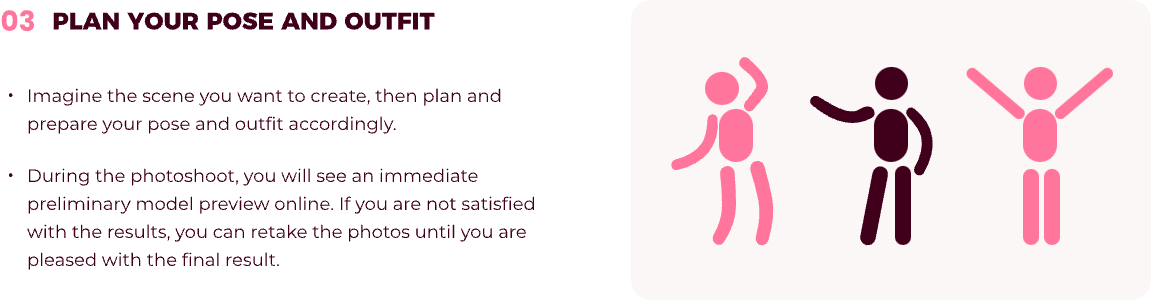 03 PLAN YOUR POSE AND OUTFIT
• Imagine the scene you want to create, then plan and
prepare your pose and outfit accordingly.
• During the photoshoot, you will see an immediate
preliminary model preview online. If you are not satisfied
with the results, you can retake the photos until you are
pleased with the final result.